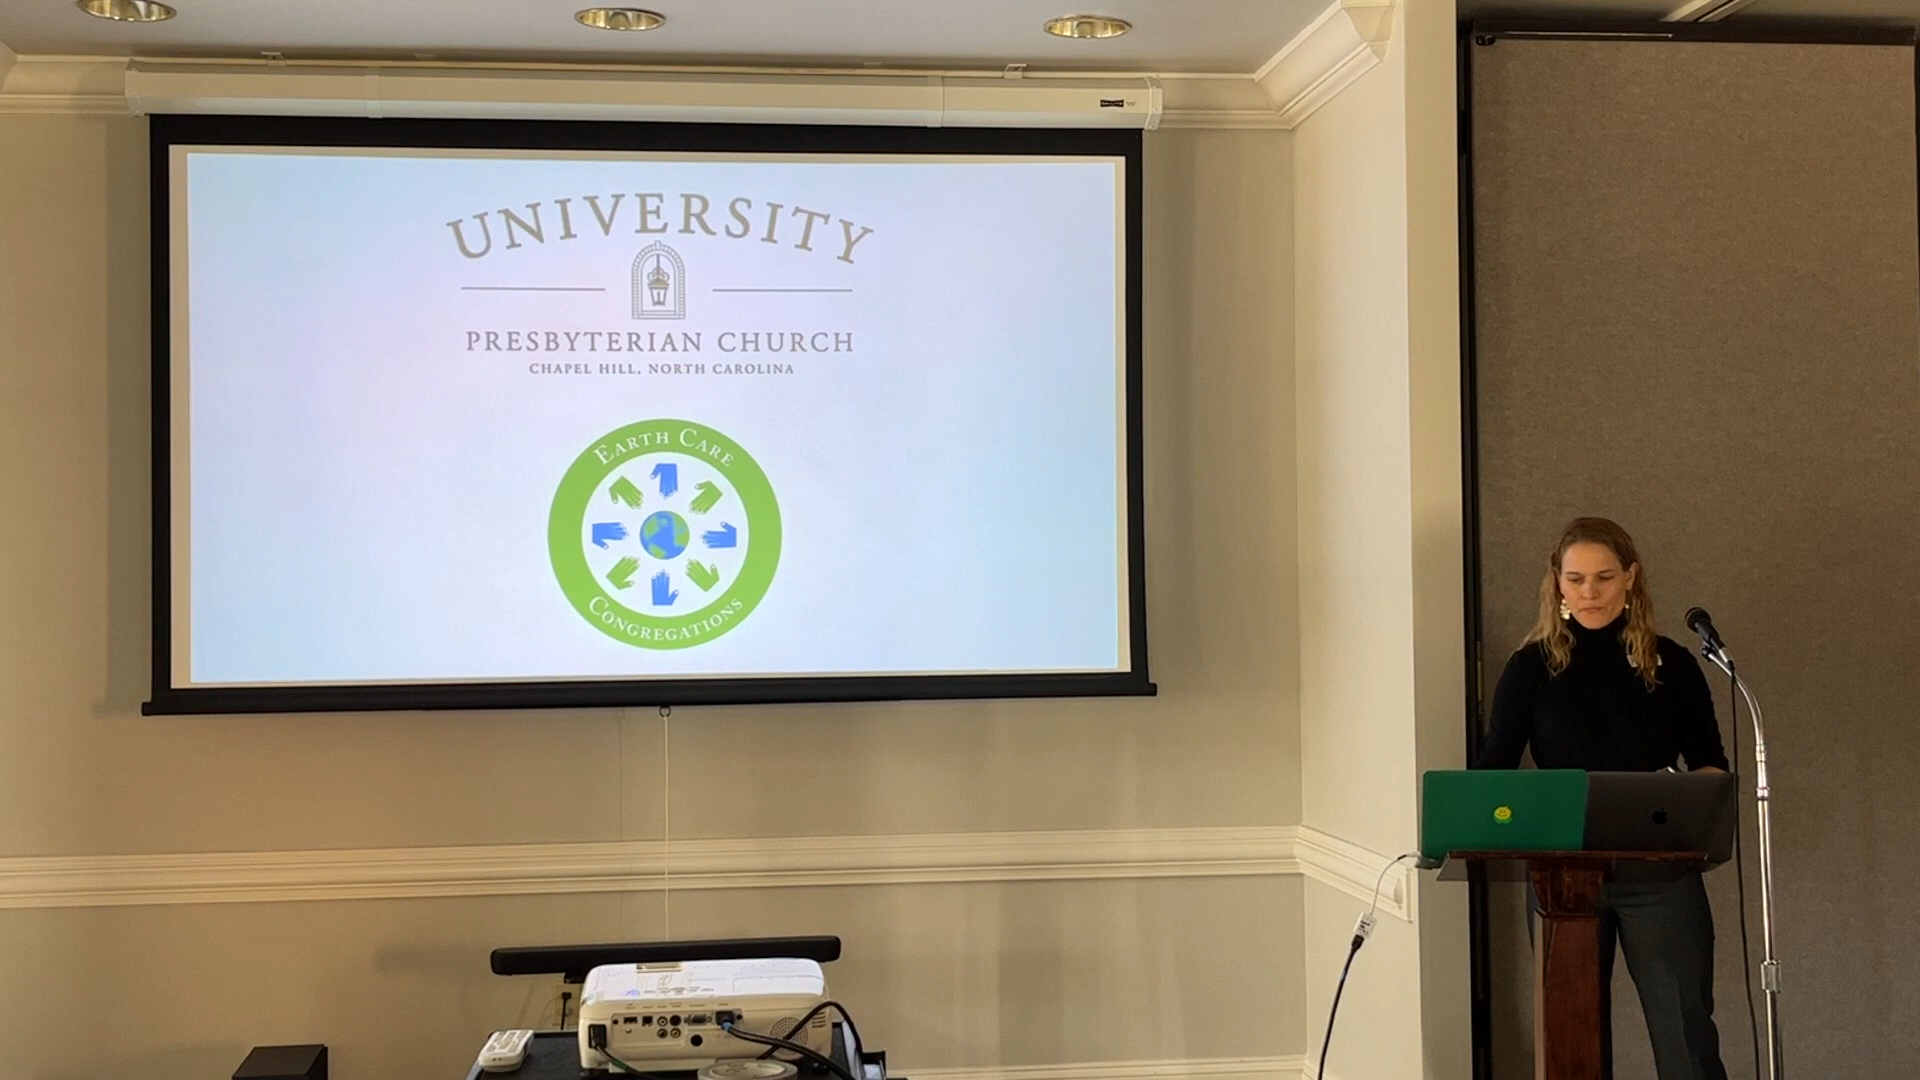 UNIVERSITY
PRESBYTERIAN CHURCH
CHAPEL HILL, NORTH CAROLINA
EARTH CARE
CONGREGATIONS